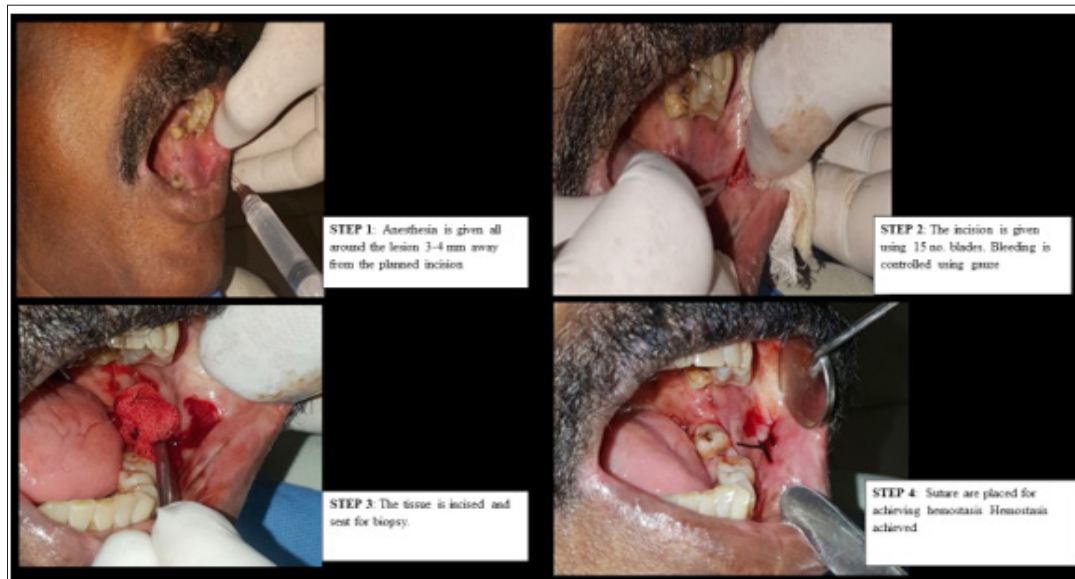 STEP 1: Anesthesia is given all
around the lesion 3-4 mm away
from the planned incision
STEP 2: The incision is given
using 15 no. blades. Bleeding is
controlled using gauze
STEP 3: The tissue is incised and
sent for biopsy.
STEP 4: Suture are placed for
achieving hemostasis Hemostasis
achieved